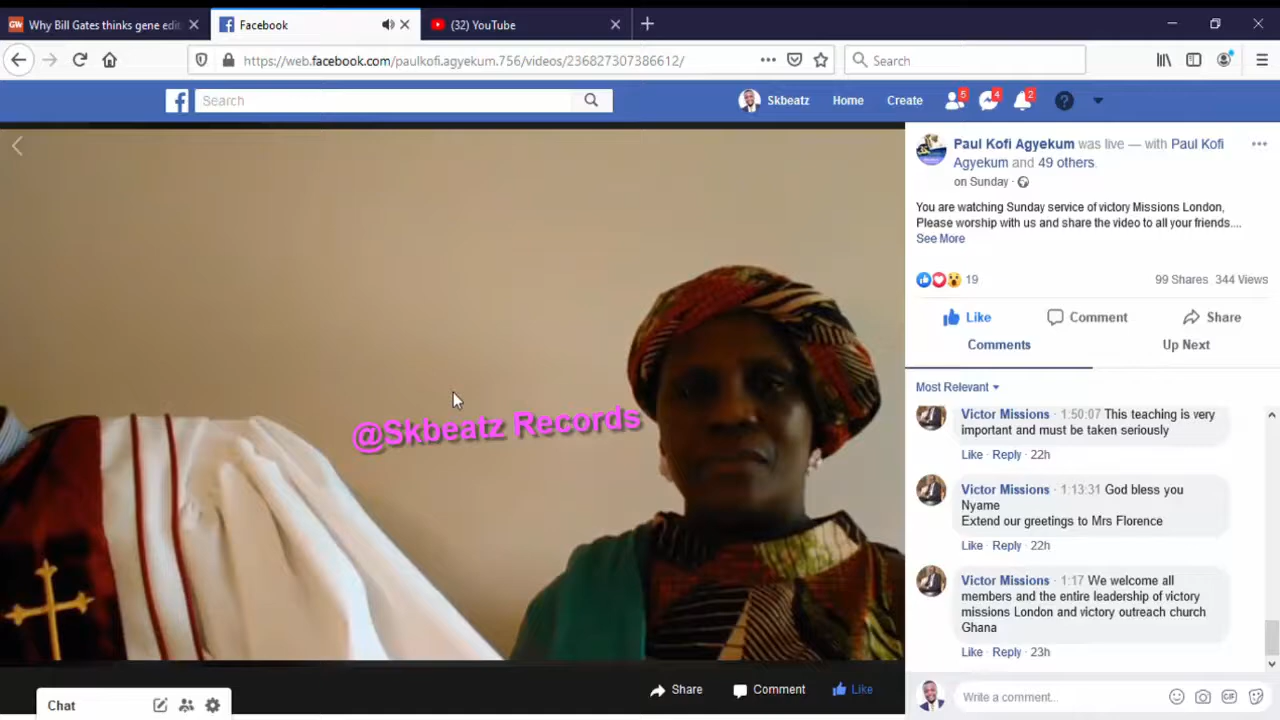 Why Bill Gates thinks gene edit
Facebook
(32) YouTube
https://web.facebook.com/paulkofi.agyekum.756/videos/236827307386612/
Search
Search
Skbeatz
Home
Create
5
4
2
@Skbeatz Records
Paul Kofi Agyekum was live — with Paul Kofi
Agyekum and 49 others.
on Sunday ·
You are watching Sunday service of victory Missions London,
Please worship with us and share the video to all your friends....
See More
19
99 Shares 344 Views
Like
Comment
Share
Comments
Up Next
Most Relevant
Victor Missions · 1:50:07 This teaching is very
important and must be taken seriously
Like · Reply · 22h
Victor Missions · 1:13:31 God bless you
Nyame
Extend our greetings to Mrs Florence
Like · Reply · 22h
Victor Missions · 1:17 We welcome all
members and the entire leadership of victory
missions London and victory outreach church
Ghana
Like · Reply · 23h
Write a comment...
GIF
Share
Comment
Like
Chat